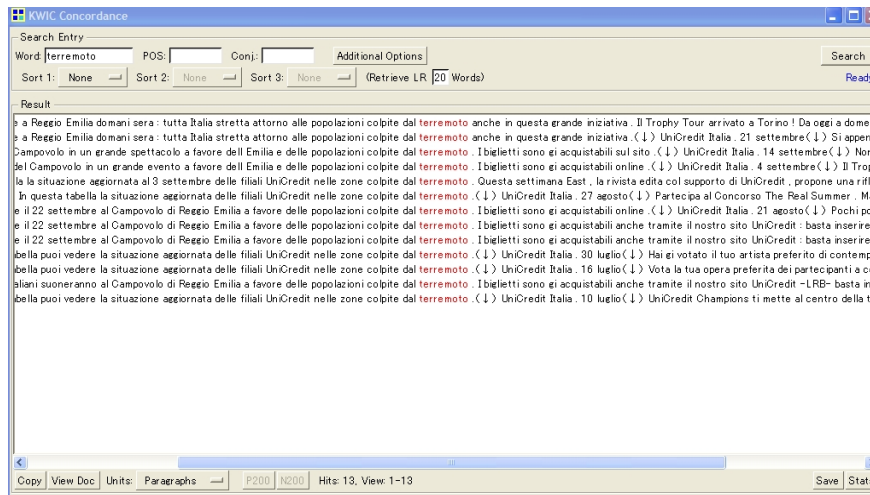 KWIC Concordance
Search Entry
Word: terremoto POS: Conj.: Additional Options Search
Sort 1: None Sort 2: None Sort 3: None (Retrieve LR 20 Words) Ready
Result
e a Reggio Emilia domani sera : tutta Italia stretta attorno alle popolazioni colpite dal terremoto anche in questa grande iniziativa . Il Trophy Tour arrivato a Torino ! Da oggi a dome
e a Reggio Emilia domani sera : tutta Italia stretta attorno alle popolazioni colpite dal terremoto anche in questa grande iniziativa .(↓) UniCredit Italia . 21 settembre(↓) Si appen
Campovolo in un grande spettacolo a favore dell Emilia e delle popolazioni colpite dal terremoto . I biglietti sono gi acquistabili sul sito .(↓) UniCredit Italia . 14 settembre(↓) Nor
del Campovolo in un grande evento a favore dell Emilia e delle popolazioni colpite dal terremoto . I biglietti sono gi acquistabili online .(↓) UniCredit Italia . 4 settembre(↓) Il Trop
la la situazione aggiornata al 3 settembre delle filiali UniCredit nelle zone colpite dal terremoto . Questa settimana East , la rivista edita col supporto di UniCredit , propone una rifl
In questa tabella la situazione aggiornata delle filiali UniCredit nelle zone colpite dal terremoto .(↓) UniCredit Italia . 27 agosto(↓) Partecipa al Concorso The Real Summer . Ma
e il 22 settembre al Campovolo di Reggio Emilia a favore delle popolazioni colpite dal terremoto . I biglietti sono gi acquistabili online .(↓) UniCredit Italia . 21 agosto(↓) Pochi po
e il 22 settembre al Campovolo di Reggio Emilia a favore delle popolazioni colpite dal terremoto . I biglietti sono gi acquistabili anche tramite il nostro sito UniCredit : basta inserire
e il 22 settembre al Campovolo di Reggio Emilia a favore delle popolazioni colpite dal terremoto . I biglietti sono gi acquistabili anche tramite il nostro sito UniCredit : basta inserire
abella puoi vedere la situazione aggiornata delle filiali UniCredit nelle zone colpite dal terremoto .(↓) UniCredit Italia . 30 luglio(↓) Hai gi votato il tuo artista preferito di contemp
abella puoi vedere la situazione aggiornata delle filiali UniCredit nelle zone colpite dal terremoto .(↓) UniCredit Italia . 16 luglio(↓) Vota la tua opera preferita dei partecipanti a co
aliani suoneranno al Campovolo di Reggio Emilia a favore delle popolazioni colpite dal terremoto . I biglietti sono gi acquistabili anche tramite il nostro sito UniCredit -LRB- basta in
abella puoi vedere la situazione aggiornata delle filiali UniCredit nelle zone colpite dal terremoto .(↓) UniCredit Italia . 10 luglio(↓) UniCredit Champions ti mette al centro della t
Copy View Doc Units: Paragraphs P200 N200 Hits: 13, View: 1-13 Save Stat